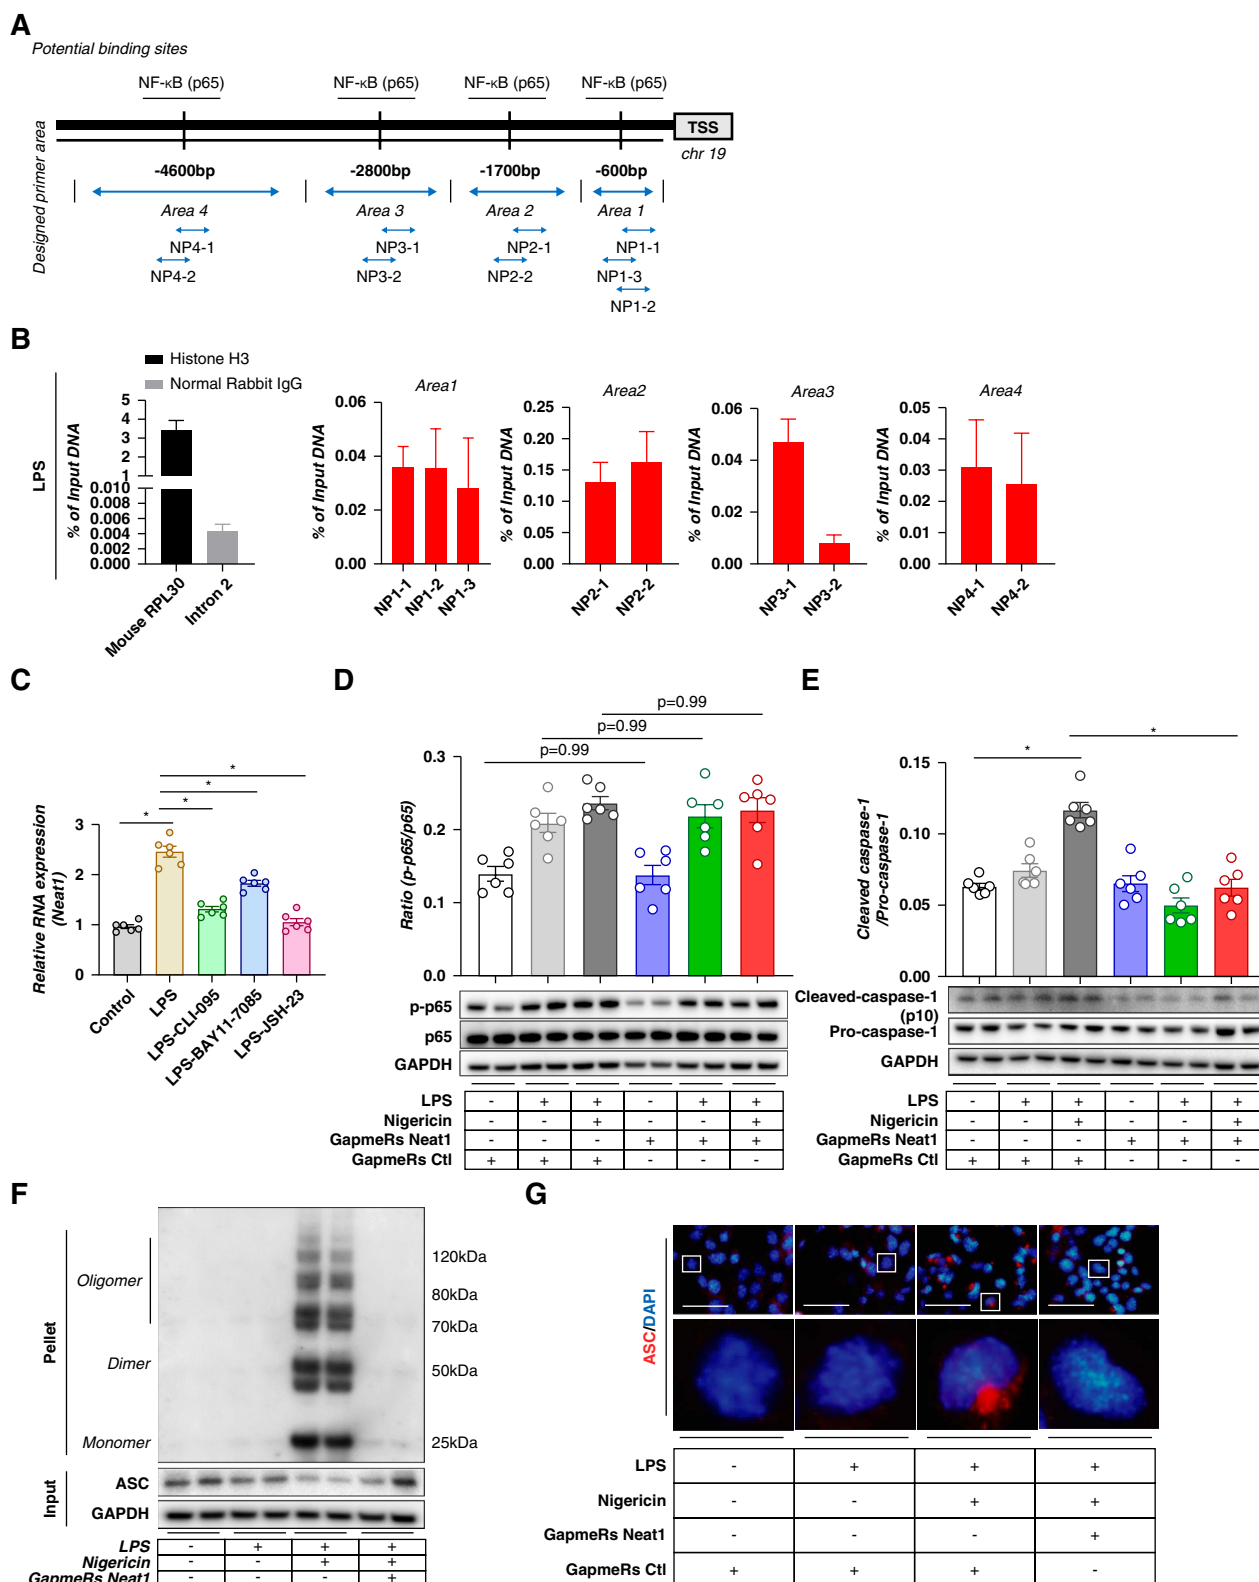 A
Potential binding sites
NF-κB (p65) NF-κB (p65) NF-κB (p65) NF-κB (p65)
TSS
chr 19
Designed primer area
-4600bp -2800bp -1700bp -600bp
Area 4 Area 3 Area 2 Area 1
NP4-1 NP3-1 NP2-1 NP1-1
NP4-2 NP3-2 NP2-2 NP1-3
NP1-2
B
LPS
Histone H3
Normal Rabbit IgG
% of Input DNA
5
4
3
2
1
0.010
0.008
0.006
0.004
0.002
0.000
Mouse RPL30 Intron 2
Area1
% of Input DNA
0.06
0.04
0.02
0.00
NP1-1 NP1-2 NP1-3
Area2
% of Input DNA
0.25
0.20
0.15
0.10
0.05
0.00
NP2-1 NP2-2
Area3
% of Input DNA
0.06
0.04
0.02
0.00
NP3-1 NP3-2
Area4
% of Input DNA
0.05
0.04
0.03
0.02
0.01
0.00
NP4-1 NP4-2
C
Relative RNA expression
(Neat1)
3
2
1
0
* * * *
Control LPS LPS-CLI-095 LPS-BAY11-7085 LPS-JSH-23
D
p=0.99
p=0.99
p=0.99
Ratio (p-p65/p65)
0.3
0.2
0.1
0.0
p-p65
p65
GAPDH
LPS - + + - + +
Nigericin - - + - - +
GapmeRs Neat1 - - - + + +
GapmeRs Ctl + + + - - -
E
* *
Cleaved caspase-1
/Pro-caspase-1
0.15
0.10
0.05
0.00
Cleaved-caspase-1
(p10)
Pro-caspase-1
GAPDH
LPS - + + - + +
Nigericin - - + - - +
GapmeRs Neat1 - - - + + +
GapmeRs Ctl + + + - - -
F
Pellet
Oligomer
Dimer
Monomer
120kDa
80kDa
70kDa
50kDa
25kDa
Input
ASC
GAPDH
LPS - + + +
Nigericin - - + +
GapmeRs Neat1 - - - +
G
ASC/DAPI
LPS - + + +
Nigericin - - + +
GapmeRs Neat1 - - - +
GapmeRs Ctl + + + -